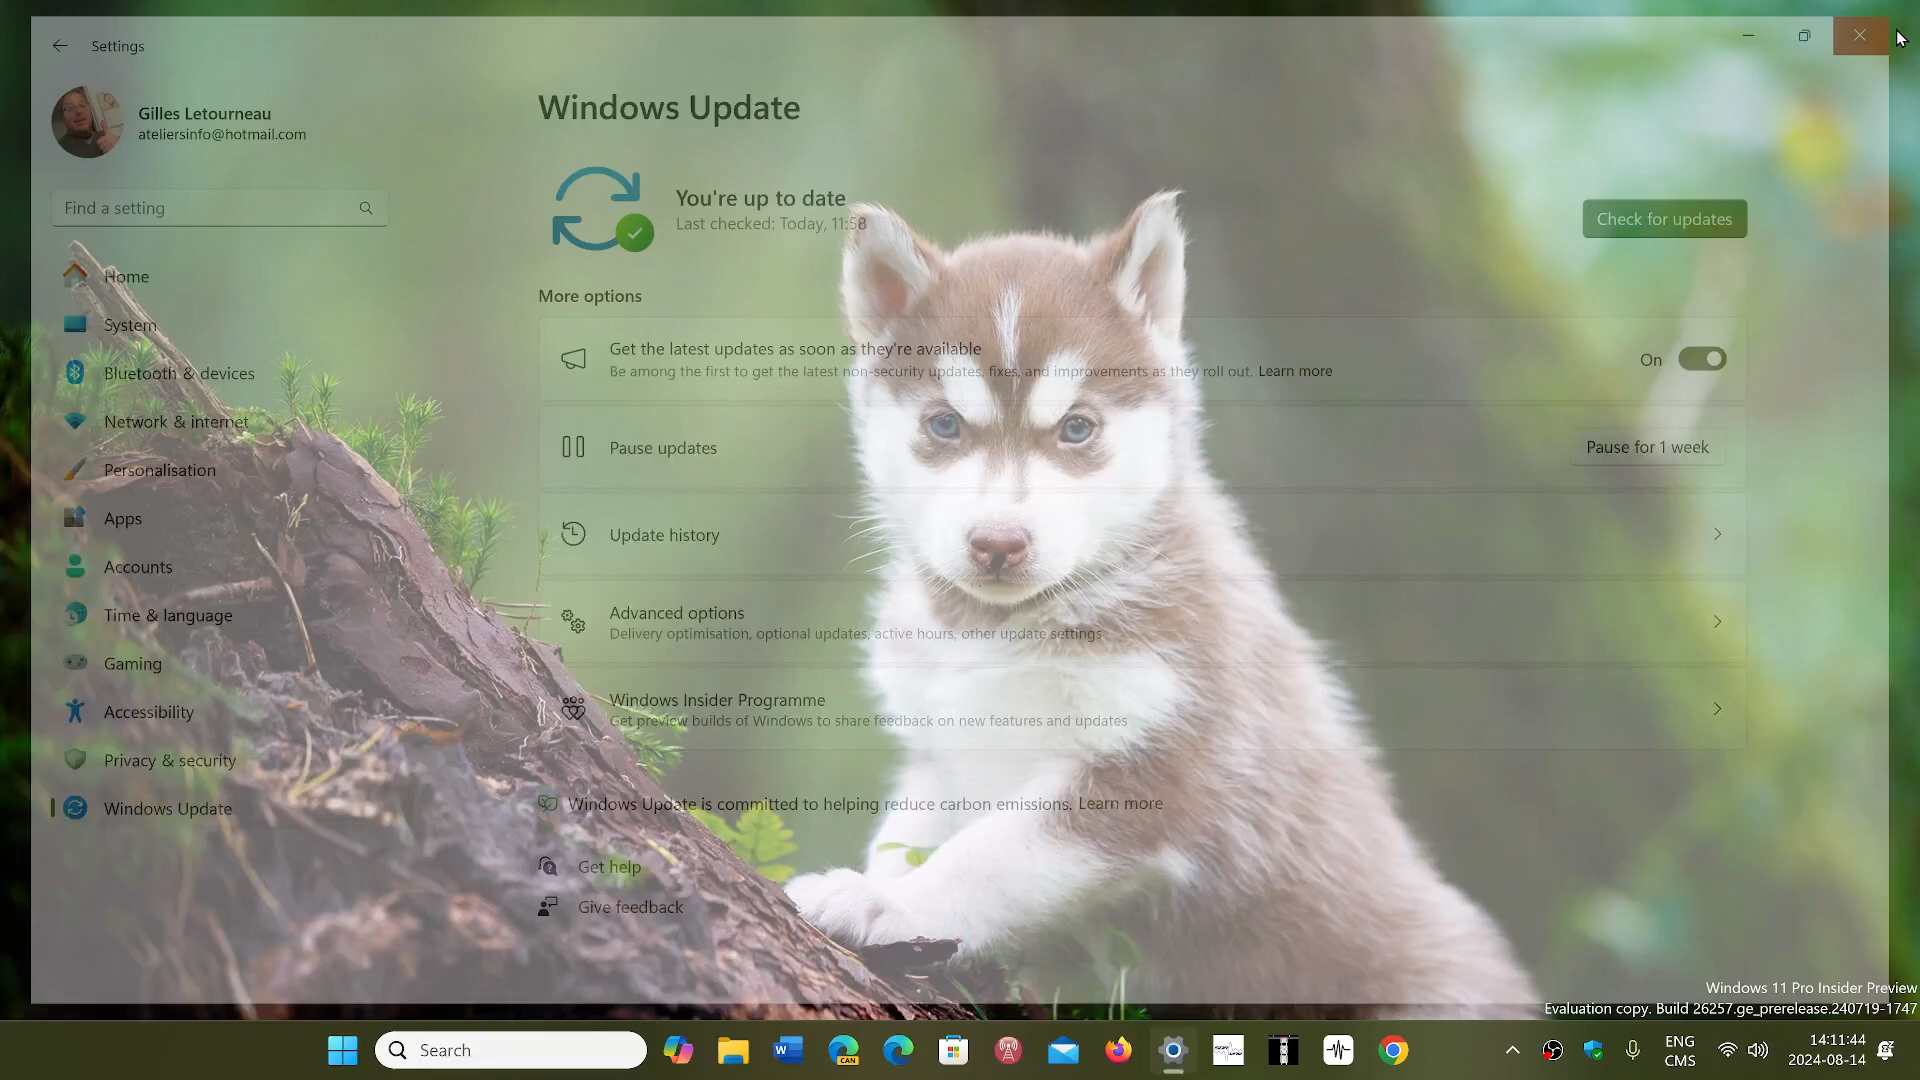 Settings
Gilles Letourneau
ateliersinfo@hotmail.com
Find a setting
Home
System
Bluetooth & devices
Network & internet
Personalisation
Apps
Accounts
Time & language
Gaming
Accessibility
Privacy & security
Windows Update
Windows Update
You're up to date
Last checked: Today, 11:58
Check for updates
More options
Get the latest updates as soon as they're available
Be among the first to get the latest non-security updates, fixes, and improvements as they roll out. Learn more
On
Pause updates
Pause for 1 week
Update history
Advanced options
Delivery optimisation, optional updates, active hours, other update settings
Windows Insider Programme
Get preview builds of Windows to share feedback on new features and updates
Windows Update is committed to helping reduce carbon emissions. Learn more
Get help
Give feedback
Windows 11 Pro Insider Preview
Evaluation copy. Build 26257.ge_prerelease.240719-1747
Search
W
CAN
ENG
CMS
14:11:44
2024-08-14